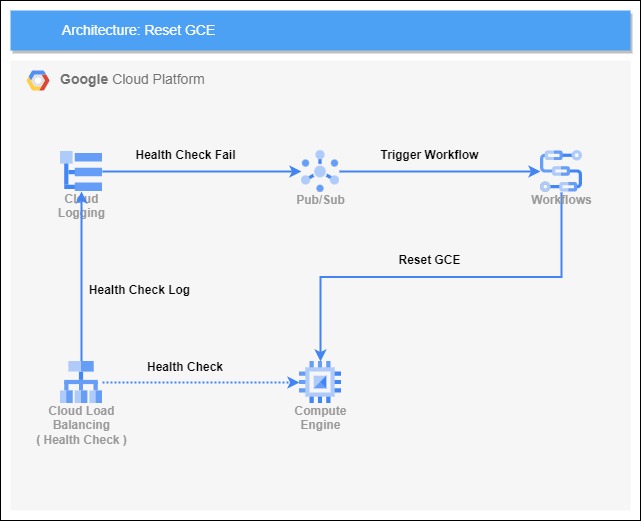 Architecture: Reset GCE
Google Cloud Platform
Health Check Fail
Trigger Workflow
Cloud
Logging
Pub/Sub
Workflows
Reset GCE
Health Check Log
Health Check
Cloud Load
Balancing
( Health Check )
Compute
Engine